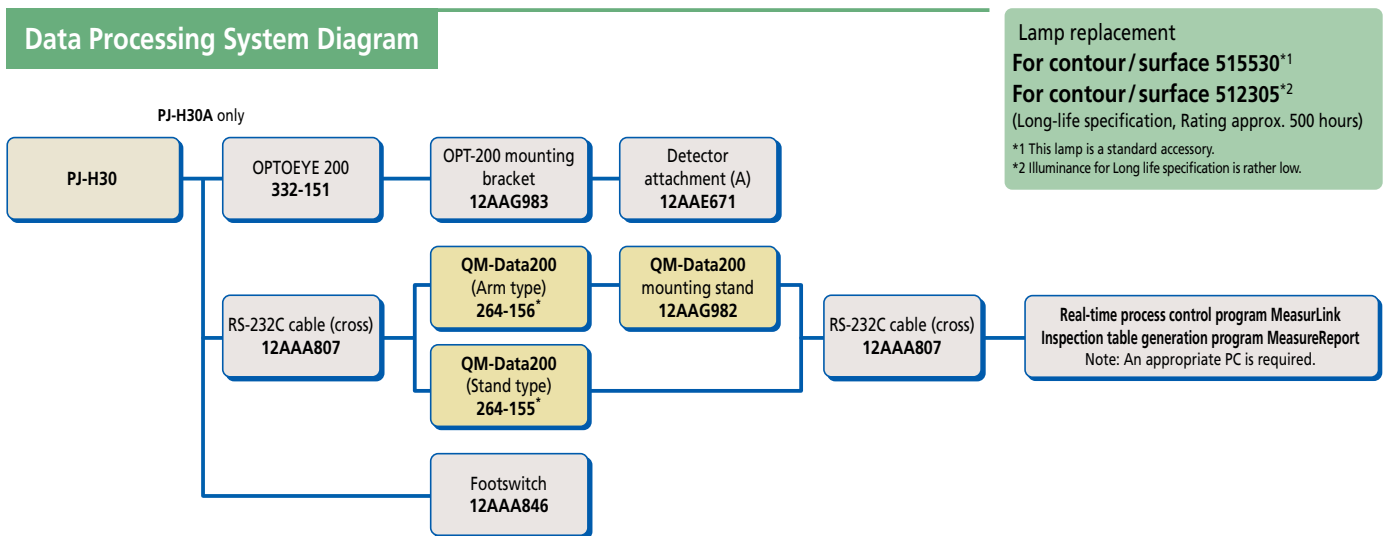 Data Processing System Diagram
Lamp replacement
For contour/surface 515530*1
For contour/surface 512305*2
(Long-life specification, Rating approx. 500 hours)
*1 This lamp is a standard accessory.
*2 Illuminance for Long life specification is rather low.
PJ-H30A only
PJ-H30
OPTOEYE 200
332-151
OPT-200 mounting
bracket
12AAG983
Detector
attachment (A)
12AAE671
RS-232C cable (cross)
12AAA807
QM-Data200
(Arm type)
264-156*
QM-Data200
mounting stand
12AAG982
QM-Data200
(Stand type)
264-155*
RS-232C cable (cross)
12AAA807
Real-time process control program MeasurLink
Inspection table generation program MeasureReport
Note: An appropriate PC is required.
Footswitch
12AAA846